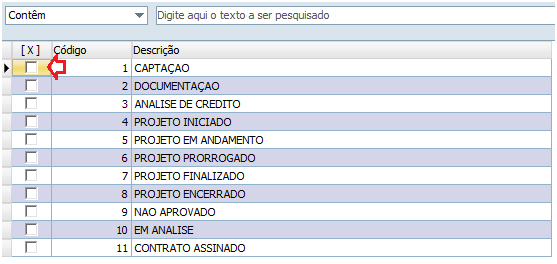 Contêm Digite aqui o texto a ser pesquisado
[ X ] Código Descrição
1 CAPTAÇAO
2 DOCUMENTAÇAO
3 ANALISE DE CREDITO
4 PROJETO INICIADO
5 PROJETO EM ANDAMENTO
6 PROJETO PRORROGADO
7 PROJETO FINALIZADO
8 PROJETO ENCERRADO
9 NAO APROVADO
10 EM ANALISE
11 CONTRATO ASSINADO